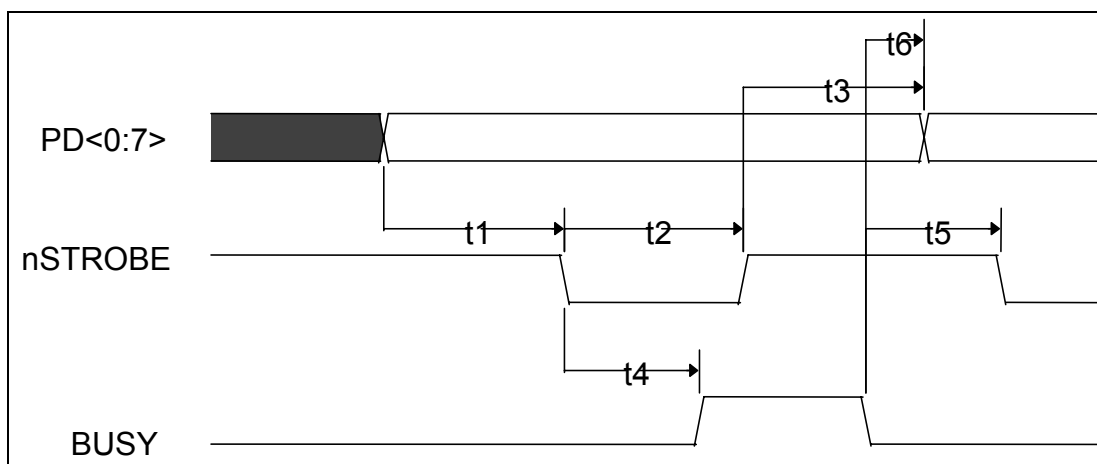 t6
t3
PD<0:7>
t1 t2 t5
nSTROBE
t4
BUSY